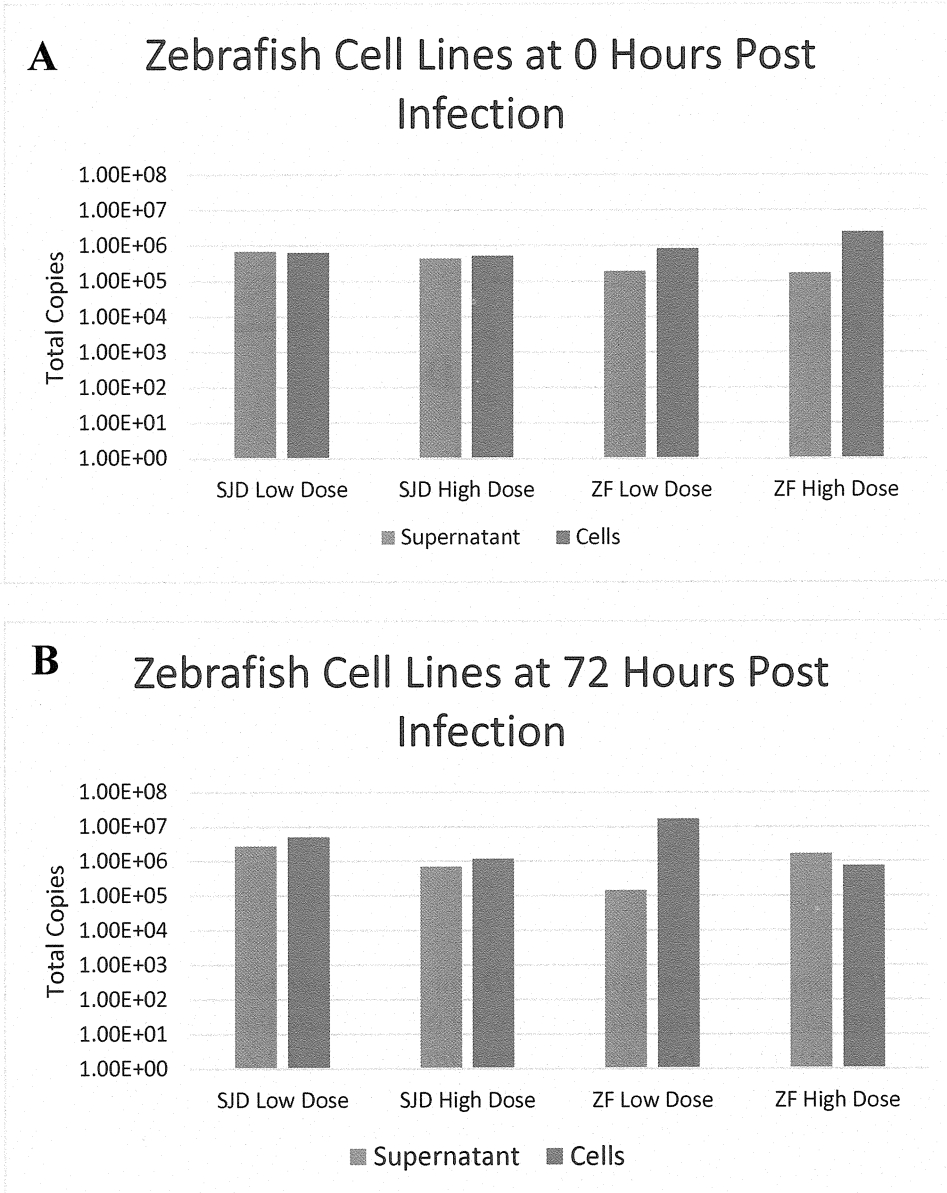 A
Zebrafish Cell Lines at 0 Hours Post
Infection
1.00E+08
1.00E+07
1.00E+06
1.00E+05
1.00E+04
1.00E+03
1.00E+02
1.00E+01
1.00E+00
Total Copies
SJD Low Dose SJD High Dose ZF Low Dose ZF High Dose
Supernatant Cells
B
Zebrafish Cell Lines at 72 Hours Post
Infection
1.00E+08
1.00E+07
1.00E+06
1.00E+05
1.00E+04
1.00E+03
1.00E+02
1.00E+01
1.00E+00
Total Copies
SJD Low Dose SJD High Dose ZF Low Dose ZF High Dose
Supernatant Cells